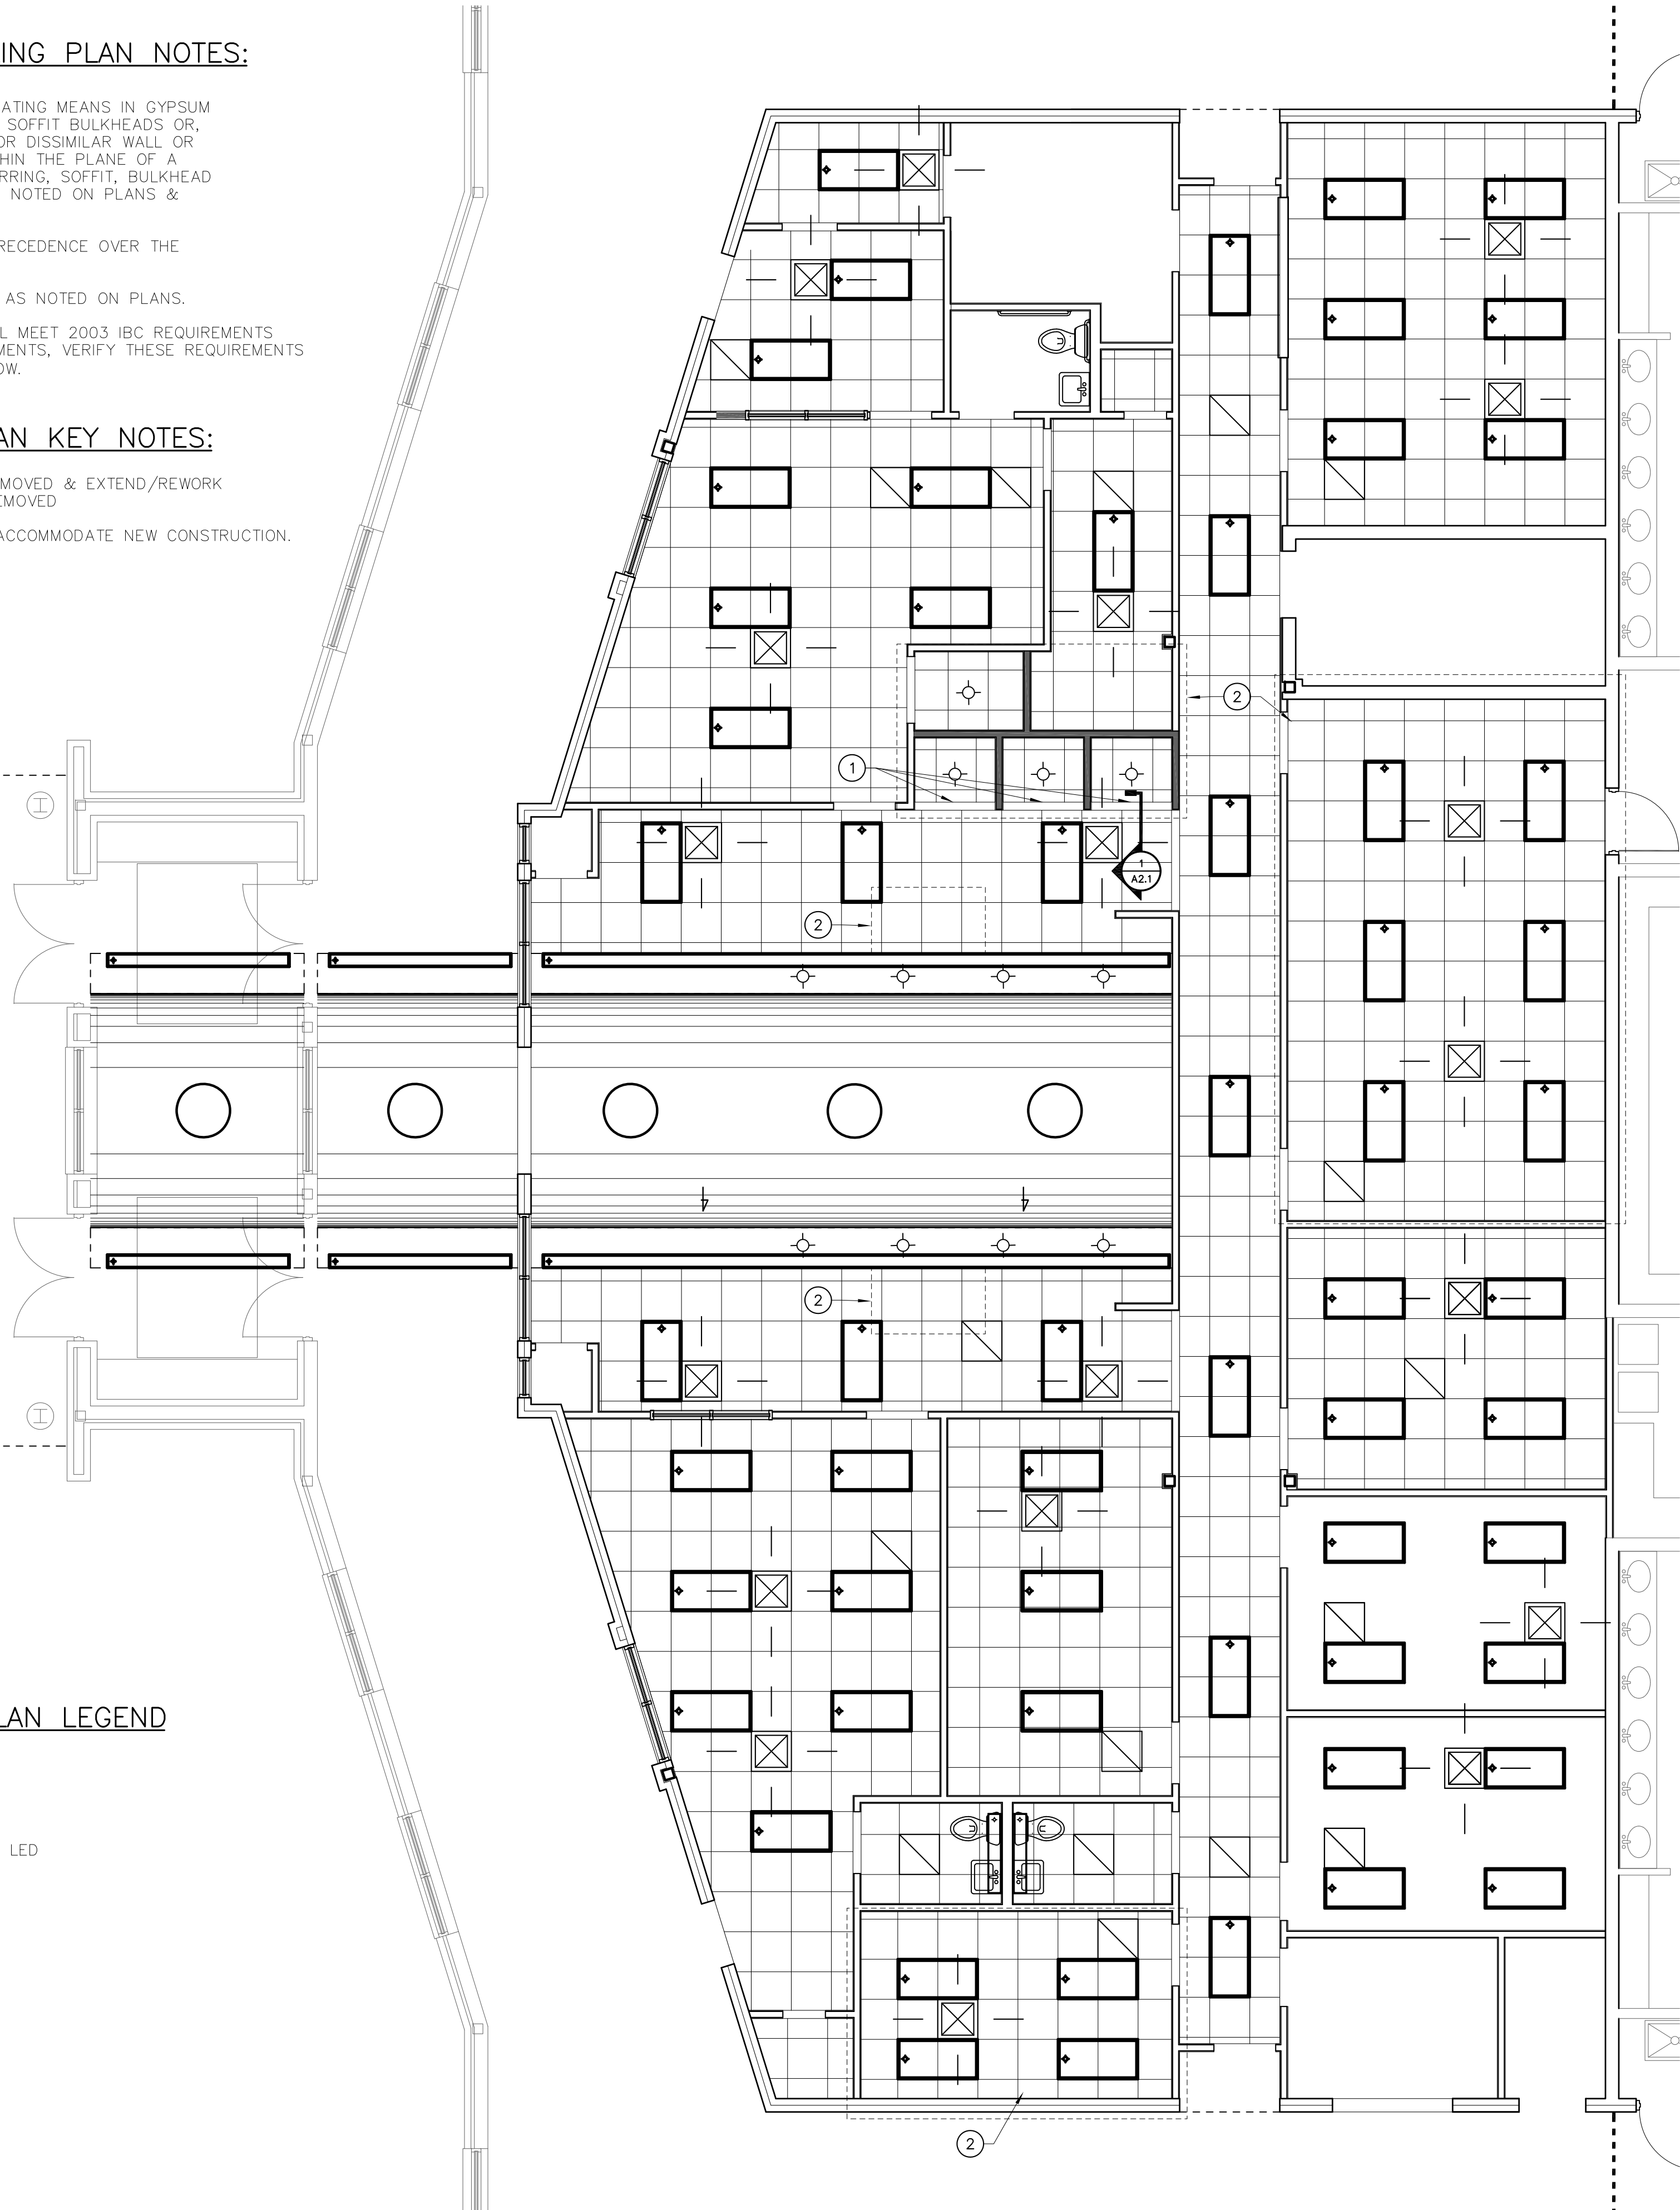 ING PLAN NOTES:
ATING MEANS IN GYPSUM
SOFFIT BULKHEADS OR,
OR DISSIMILAR WALL OR
HIN THE PLANE OF A
RRING, SOFFIT, BULKHEAD
NOTED ON PLANS &
RECEDENCE OVER THE
AS NOTED ON PLANS.
L MEET 2003 IBC REQUIREMENTS
MENTS, VERIFY THESE REQUIREMENTS
OW.
AN KEY NOTES:
MOVED & EXTEND/REWORK
EMOVED
ACCOMMODATE NEW CONSTRUCTION.
2
1
1
A2.1
2
H
2
H
LAN LEGEND
LED
2